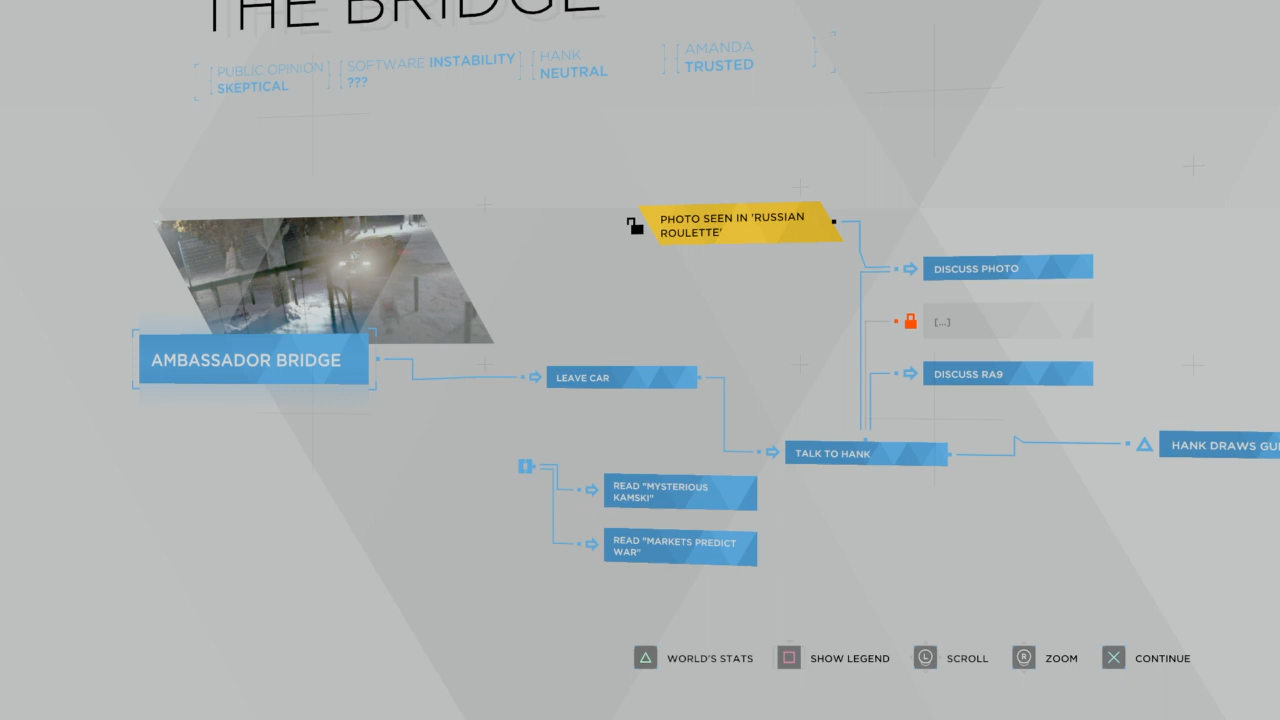 THE BRIDGE
PUBLIC OPINION
SKEPTICAL
SOFTWARE INSTABILITY
???
HANK
NEUTRAL
AMANDA
TRUSTED
PHOTO SEEN IN 'RUSSIAN
ROULETTE'
DISCUSS PHOTO
[...]
DISCUSS RA9
AMBASSADOR BRIDGE
LEAVE CAR
TALK TO HANK
HANK DRAWS GU
READ "MYSTERIOUS
KAMSKI"
READ "MARKETS PREDICT
WAR"
WORLD'S STATS
SHOW LEGEND
L
SCROLL
R
ZOOM
CONTINUE